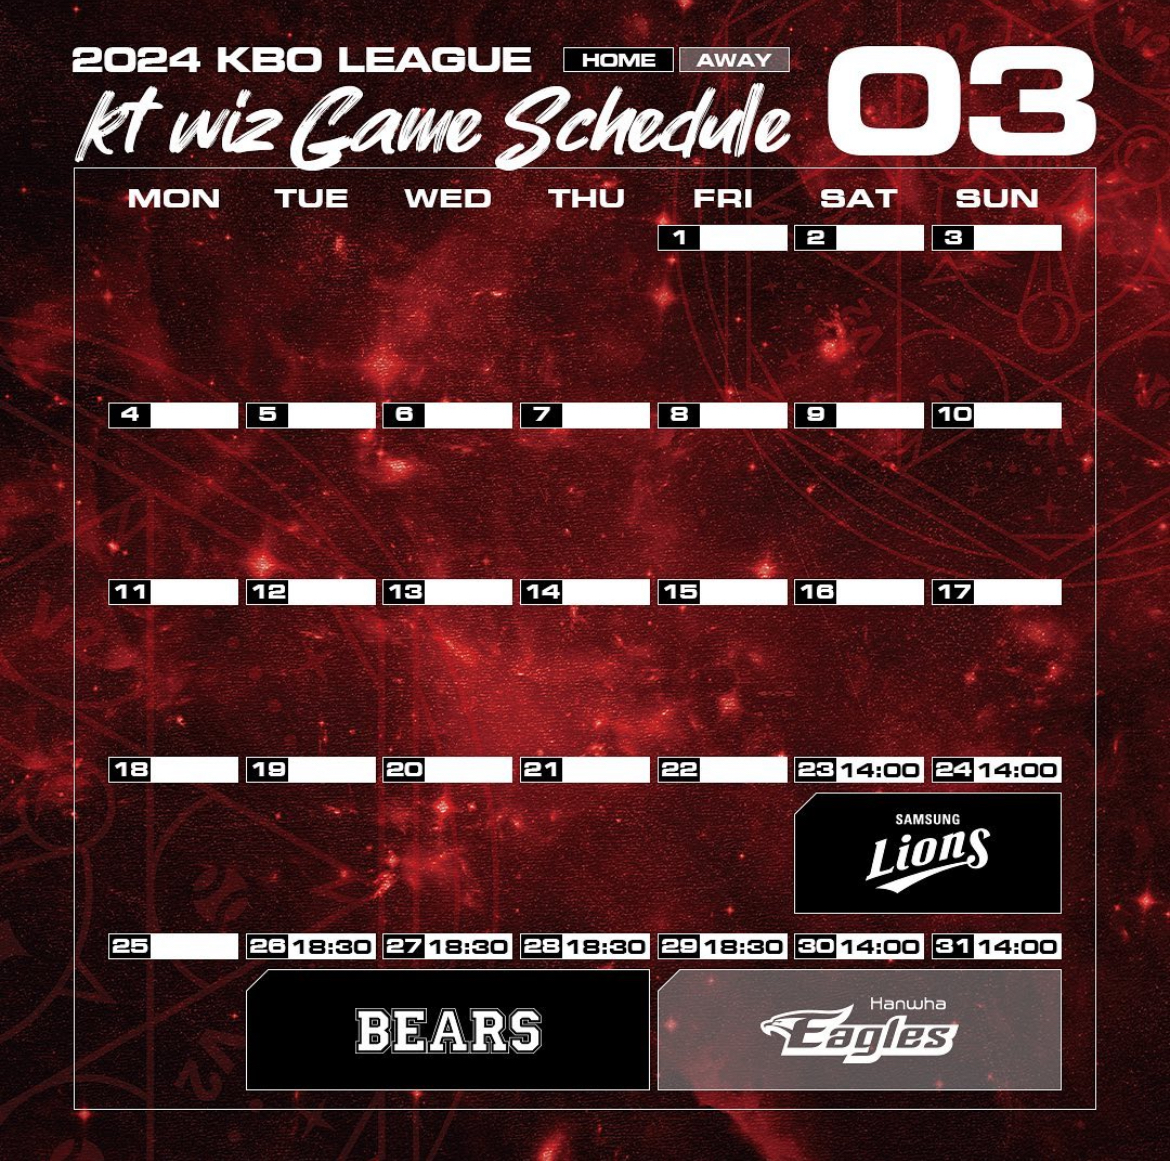 2024 KBO LEAGUE HOME AWAY 03
kt wiz Game Schedule
MON TUE WED THU FRI SAT SUN
1 2 3
4 5 6 7 8 9 10
11 12 13 14 15 16 17
18 19 20 21 22 23 14:00 24 14:00
SAMSUNG
Lions
25 26 18:30 27 18:30 28 18:30 29 18:30 30 14:00 31 14:00
BEARS
Hanwha
Eagles